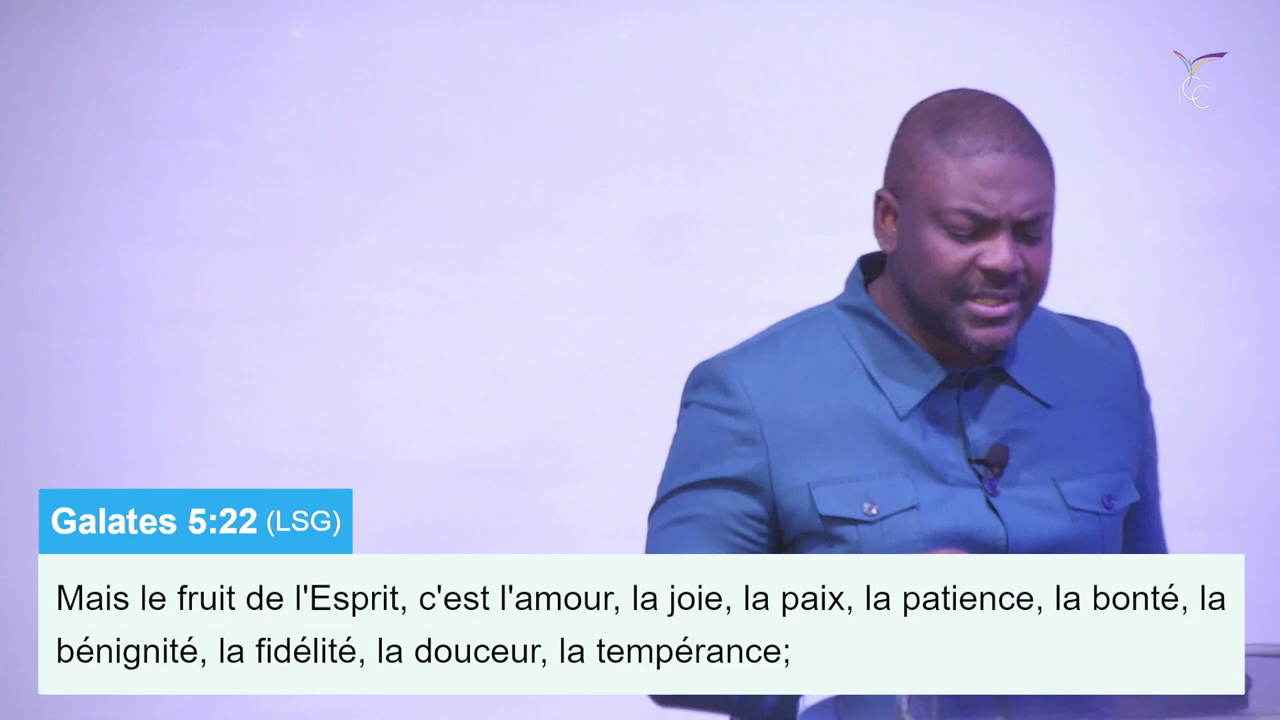 ICC
Galates 5:22 (LSG)
Mais le fruit de l'Esprit, c'est l'amour, la joie, la paix, la patience, la bonté, la
bénignité, la fidélité, la douceur, la tempérance;